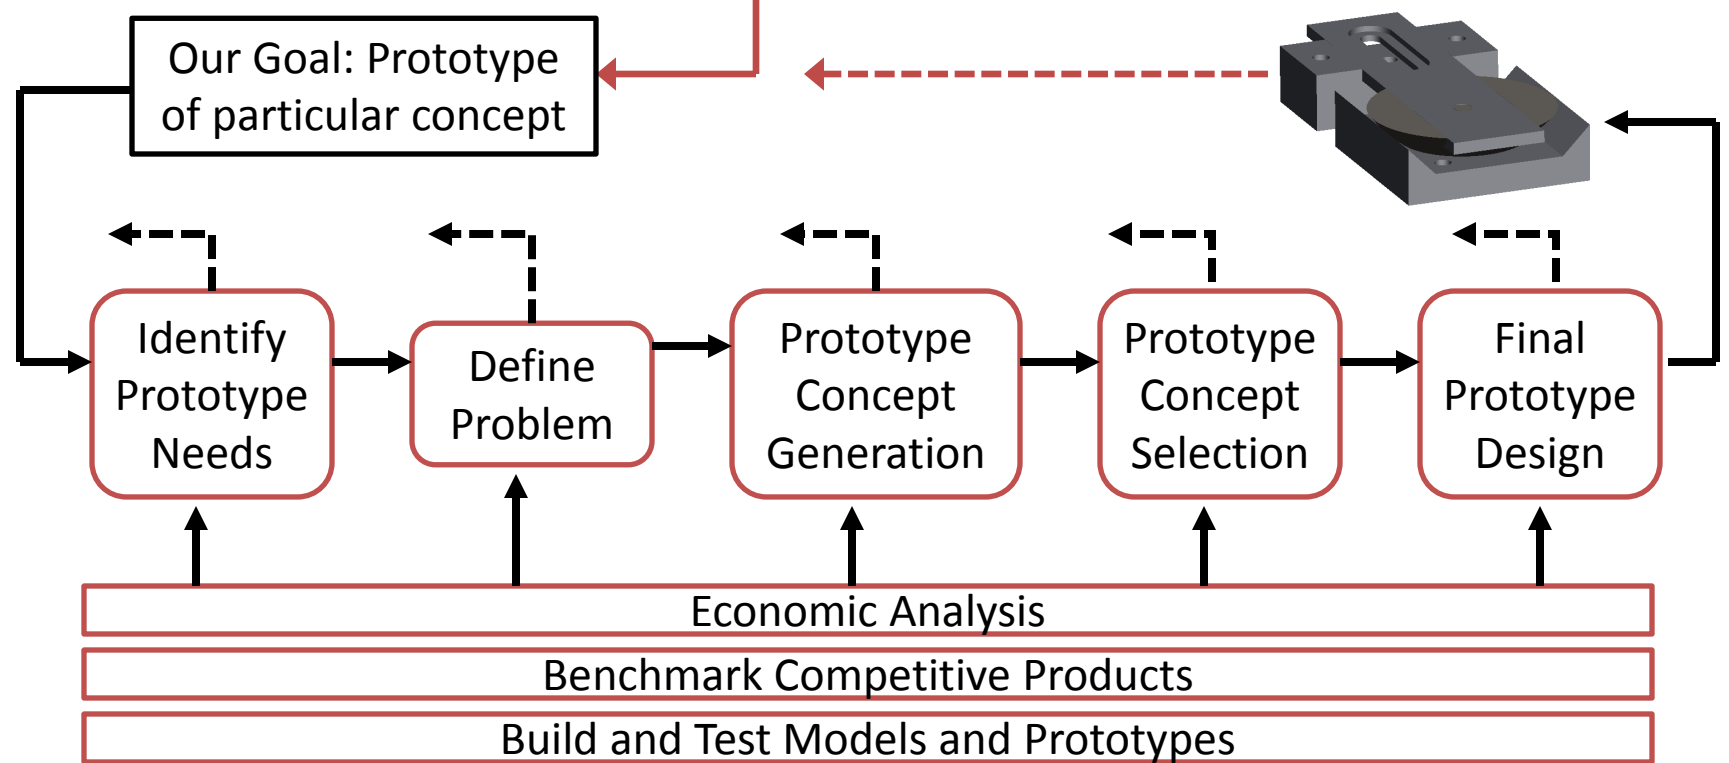 Our Goal: Prototype
of particular concept
Identify
Prototype
Needs
Define
Problem
Prototype
Concept
Generation
Prototype
Concept
Selection
Final
Prototype
Design
Economic Analysis
Benchmark Competitive Products
Build and Test Models and Prototypes